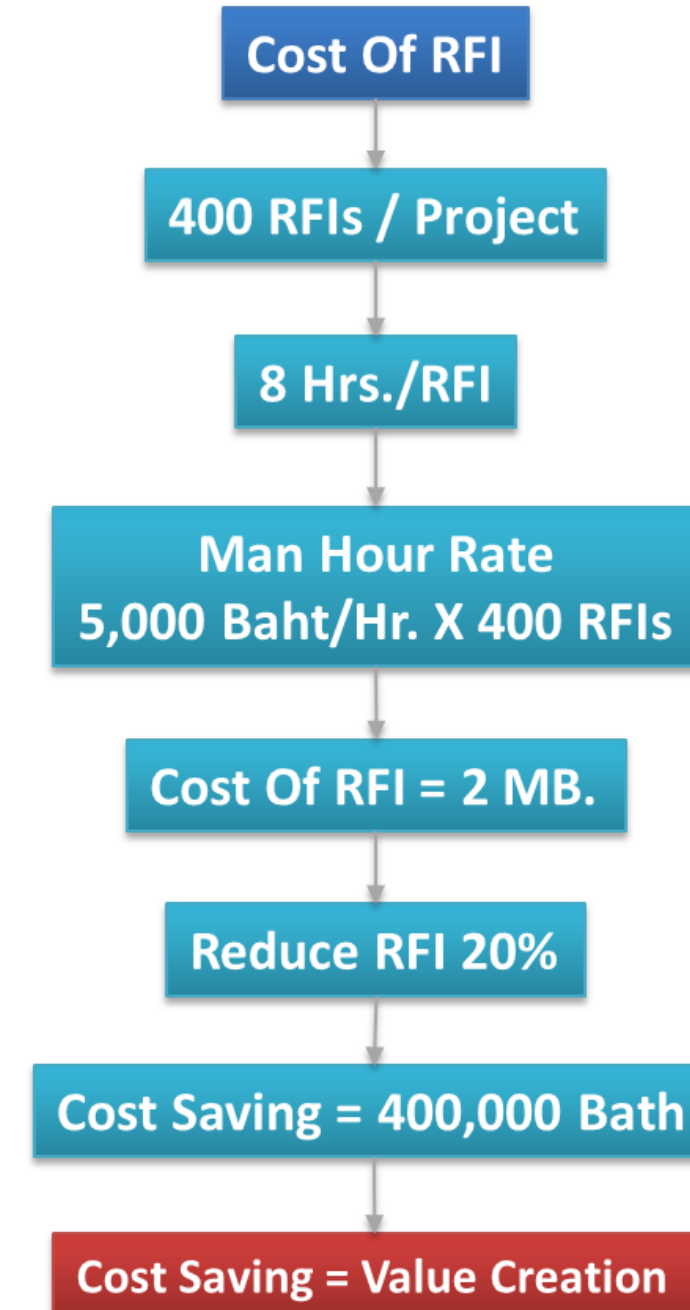 Cost Of RFI
400 RFIs / Project
8 Hrs./RFI
Man Hour Rate
5,000 Baht/Hr. X 400 RFIs
Cost Of RFI = 2 MB.
Reduce RFI 20%
Cost Saving = 400,000 Bath
Cost Saving = Value Creation